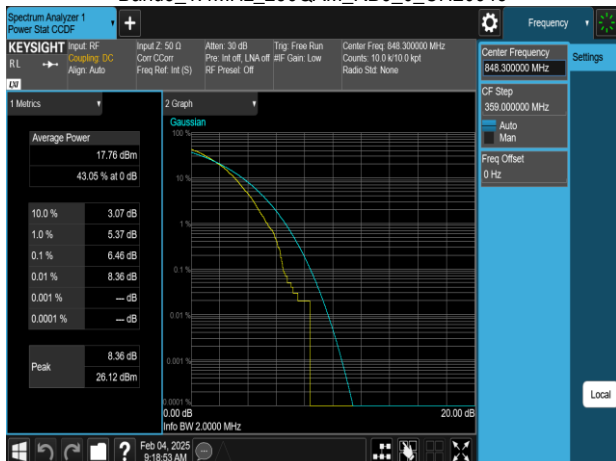 Spectrum Analyzer 1
Power Stat CCDF
Frequency
KEYSIGHT
RL
LXI
Input: RF
Coupling: DC
Align: Auto
Input Z: 50 Ω
Corr CCorr
Freq Ref: Int (S)
Atten: 30 dB
Pre: Int off, LNA off
RF Presel: Off
Trig: Free Run
#IF Gain: Low
Center Freq: 848.300000 MHz
Counts: 10.0 k/10.0 kpt
Radio Std: None
Center Frequency
848.300000 MHz
Settings
CF Step
359.000000 MHz
Auto
Man
Freq Offset
0 Hz
1 Metrics
Average Power
17.76 dBm
43.05 % at 0 dB
10.0 % 3.07 dB
1.0 % 5.37 dB
0.1 % 6.46 dB
0.01 % 8.36 dB
0.001 % --- dB
0.0001 % --- dB
Peak
8.36 dB
26.12 dBm
2 Graph
Gaussian
100 %
10 %
1 %
0.1 %
0.01 %
0.001 %
0.0001 %
0.00 dB 20.00 dB
Info BW 2.0000 MHz
Local
Feb 04, 2025
9:18:53 AM